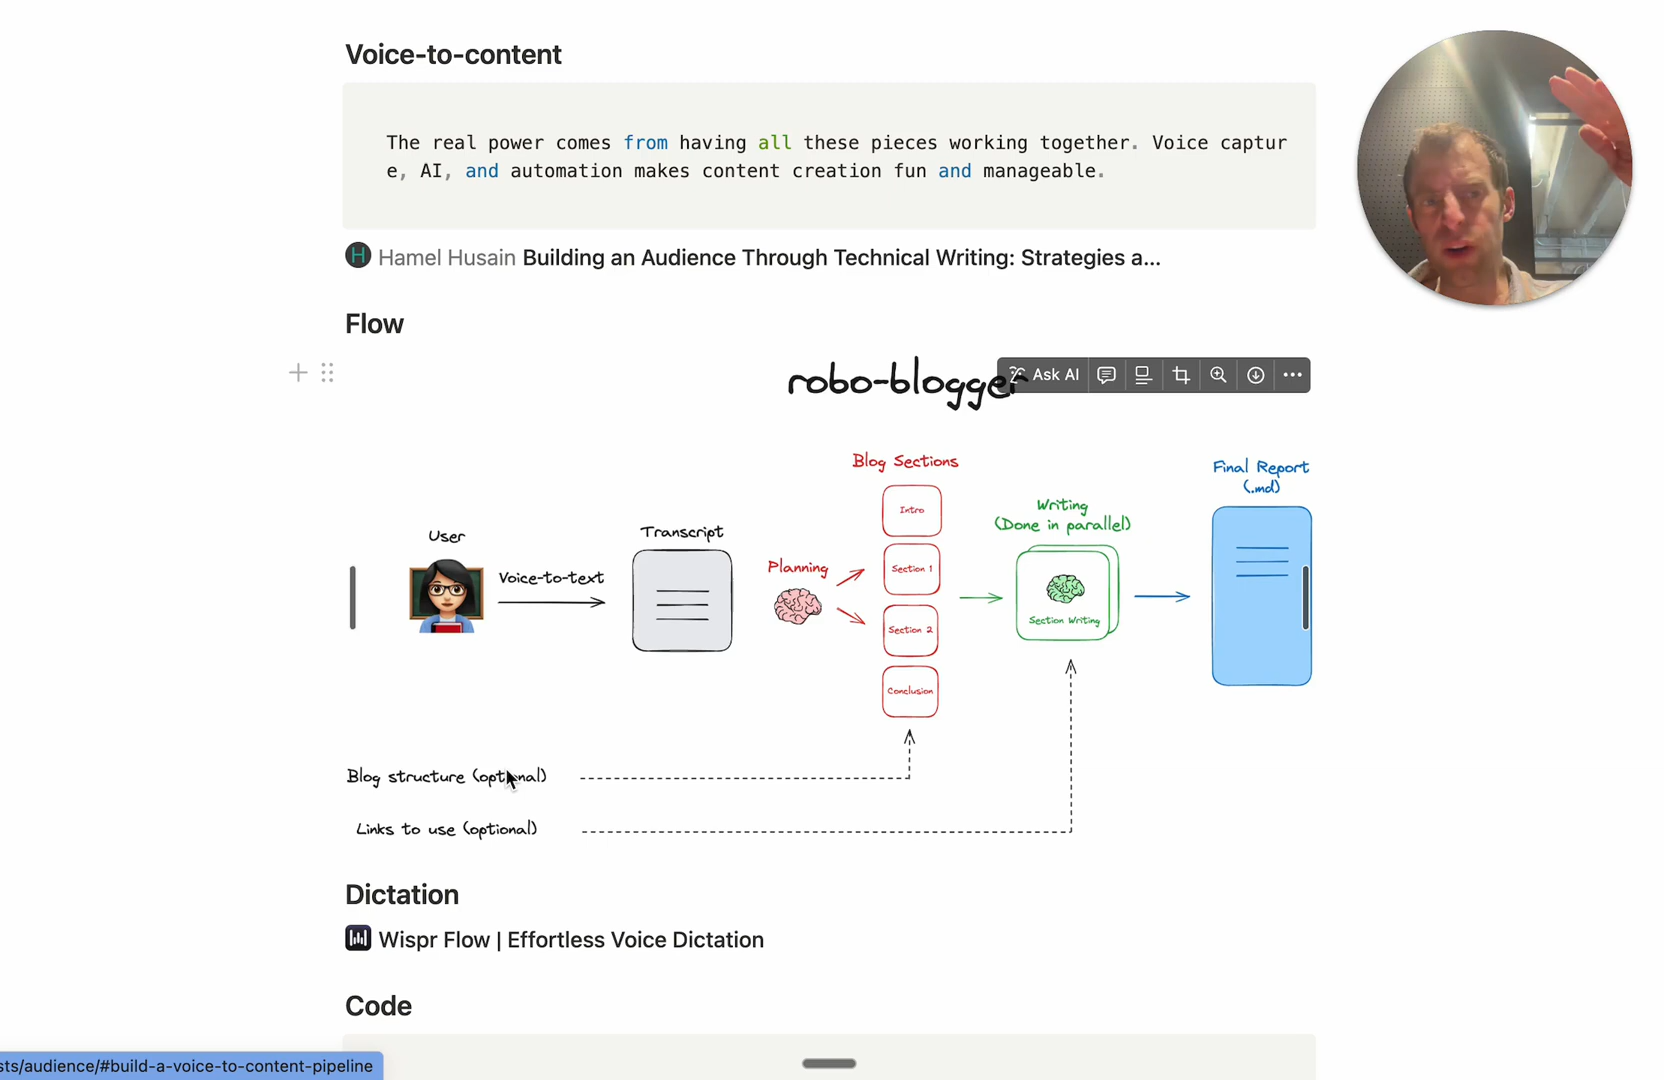 Voice-to-content
The real power comes from having all these pieces working together. Voice captur
e, AI, and automation makes content creation fun and manageable.
H Hamel Husain Building an Audience Through Technical Writing: Strategies a...
Flow
robo-blogger
Ask AI
Blog Sections
Final Report
(.md)
Intro
Writing
(Done in parallel)
User
Transcript
Planning
Section 1
Voice-to-text
Section Writing
Section 2
Conclusion
Blog structure (optional)
Links to use (optional)
Dictation
Wispr Flow | Effortless Voice Dictation
Code
sts/audience/#build-a-voice-to-content-pipeline